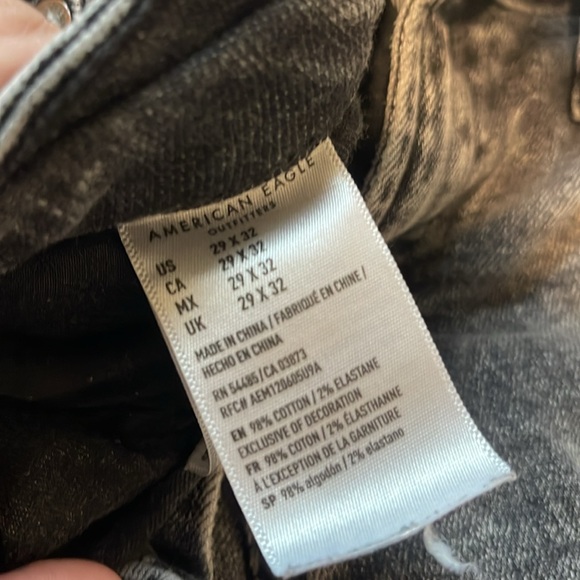 AMERICAN EAGLE
OUTFITTERS
US 29 X 32
CA 29 X 32
MX 29 X 32
UK 29 X 32
MADE IN CHINA / FABRIQUÉ EN CHINE /
HECHO EN CHINA
RN 54485/CA 03873
RFC# AEM120605U9A
EN 98% COTTON / 2% ELASTANE
EXCLUSIVE OF DECORATION
FR 98% COTON / 2% ÉLASTHANNE
À L'EXCEPTION DE LA GARNITURE
SP 98% algodón / 2% elastano